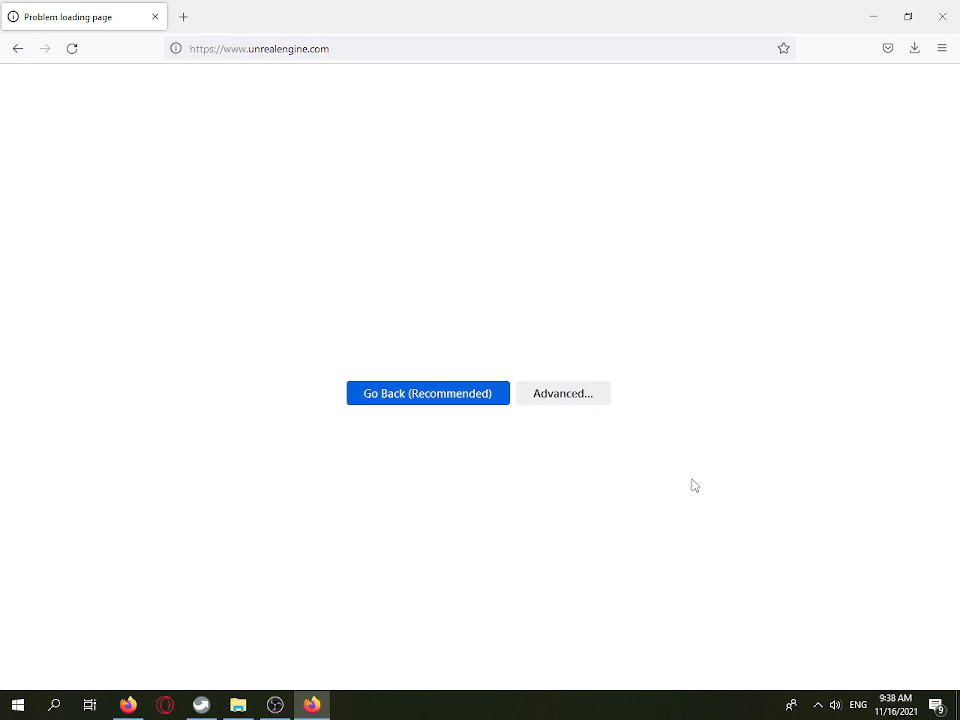 Problem loading page
https://www.unrealengine.com
Go Back (Recommended)
Advanced...
ENG
9:38 AM
11/16/2021
9